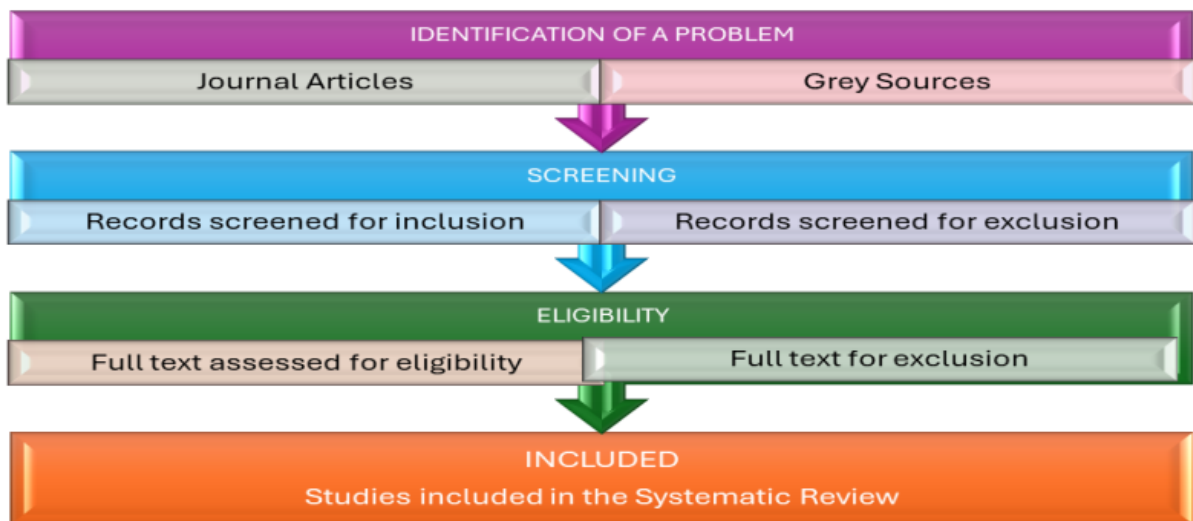 IDENTIFICATION OF A PROBLEM
Journal Articles
Grey Sources
SCREENING
Records screened for inclusion
Records screened for exclusion
ELIGIBILITY
Full text assessed for eligibility
Full text for exclusion
INCLUDED
Studies included in the Systematic Review